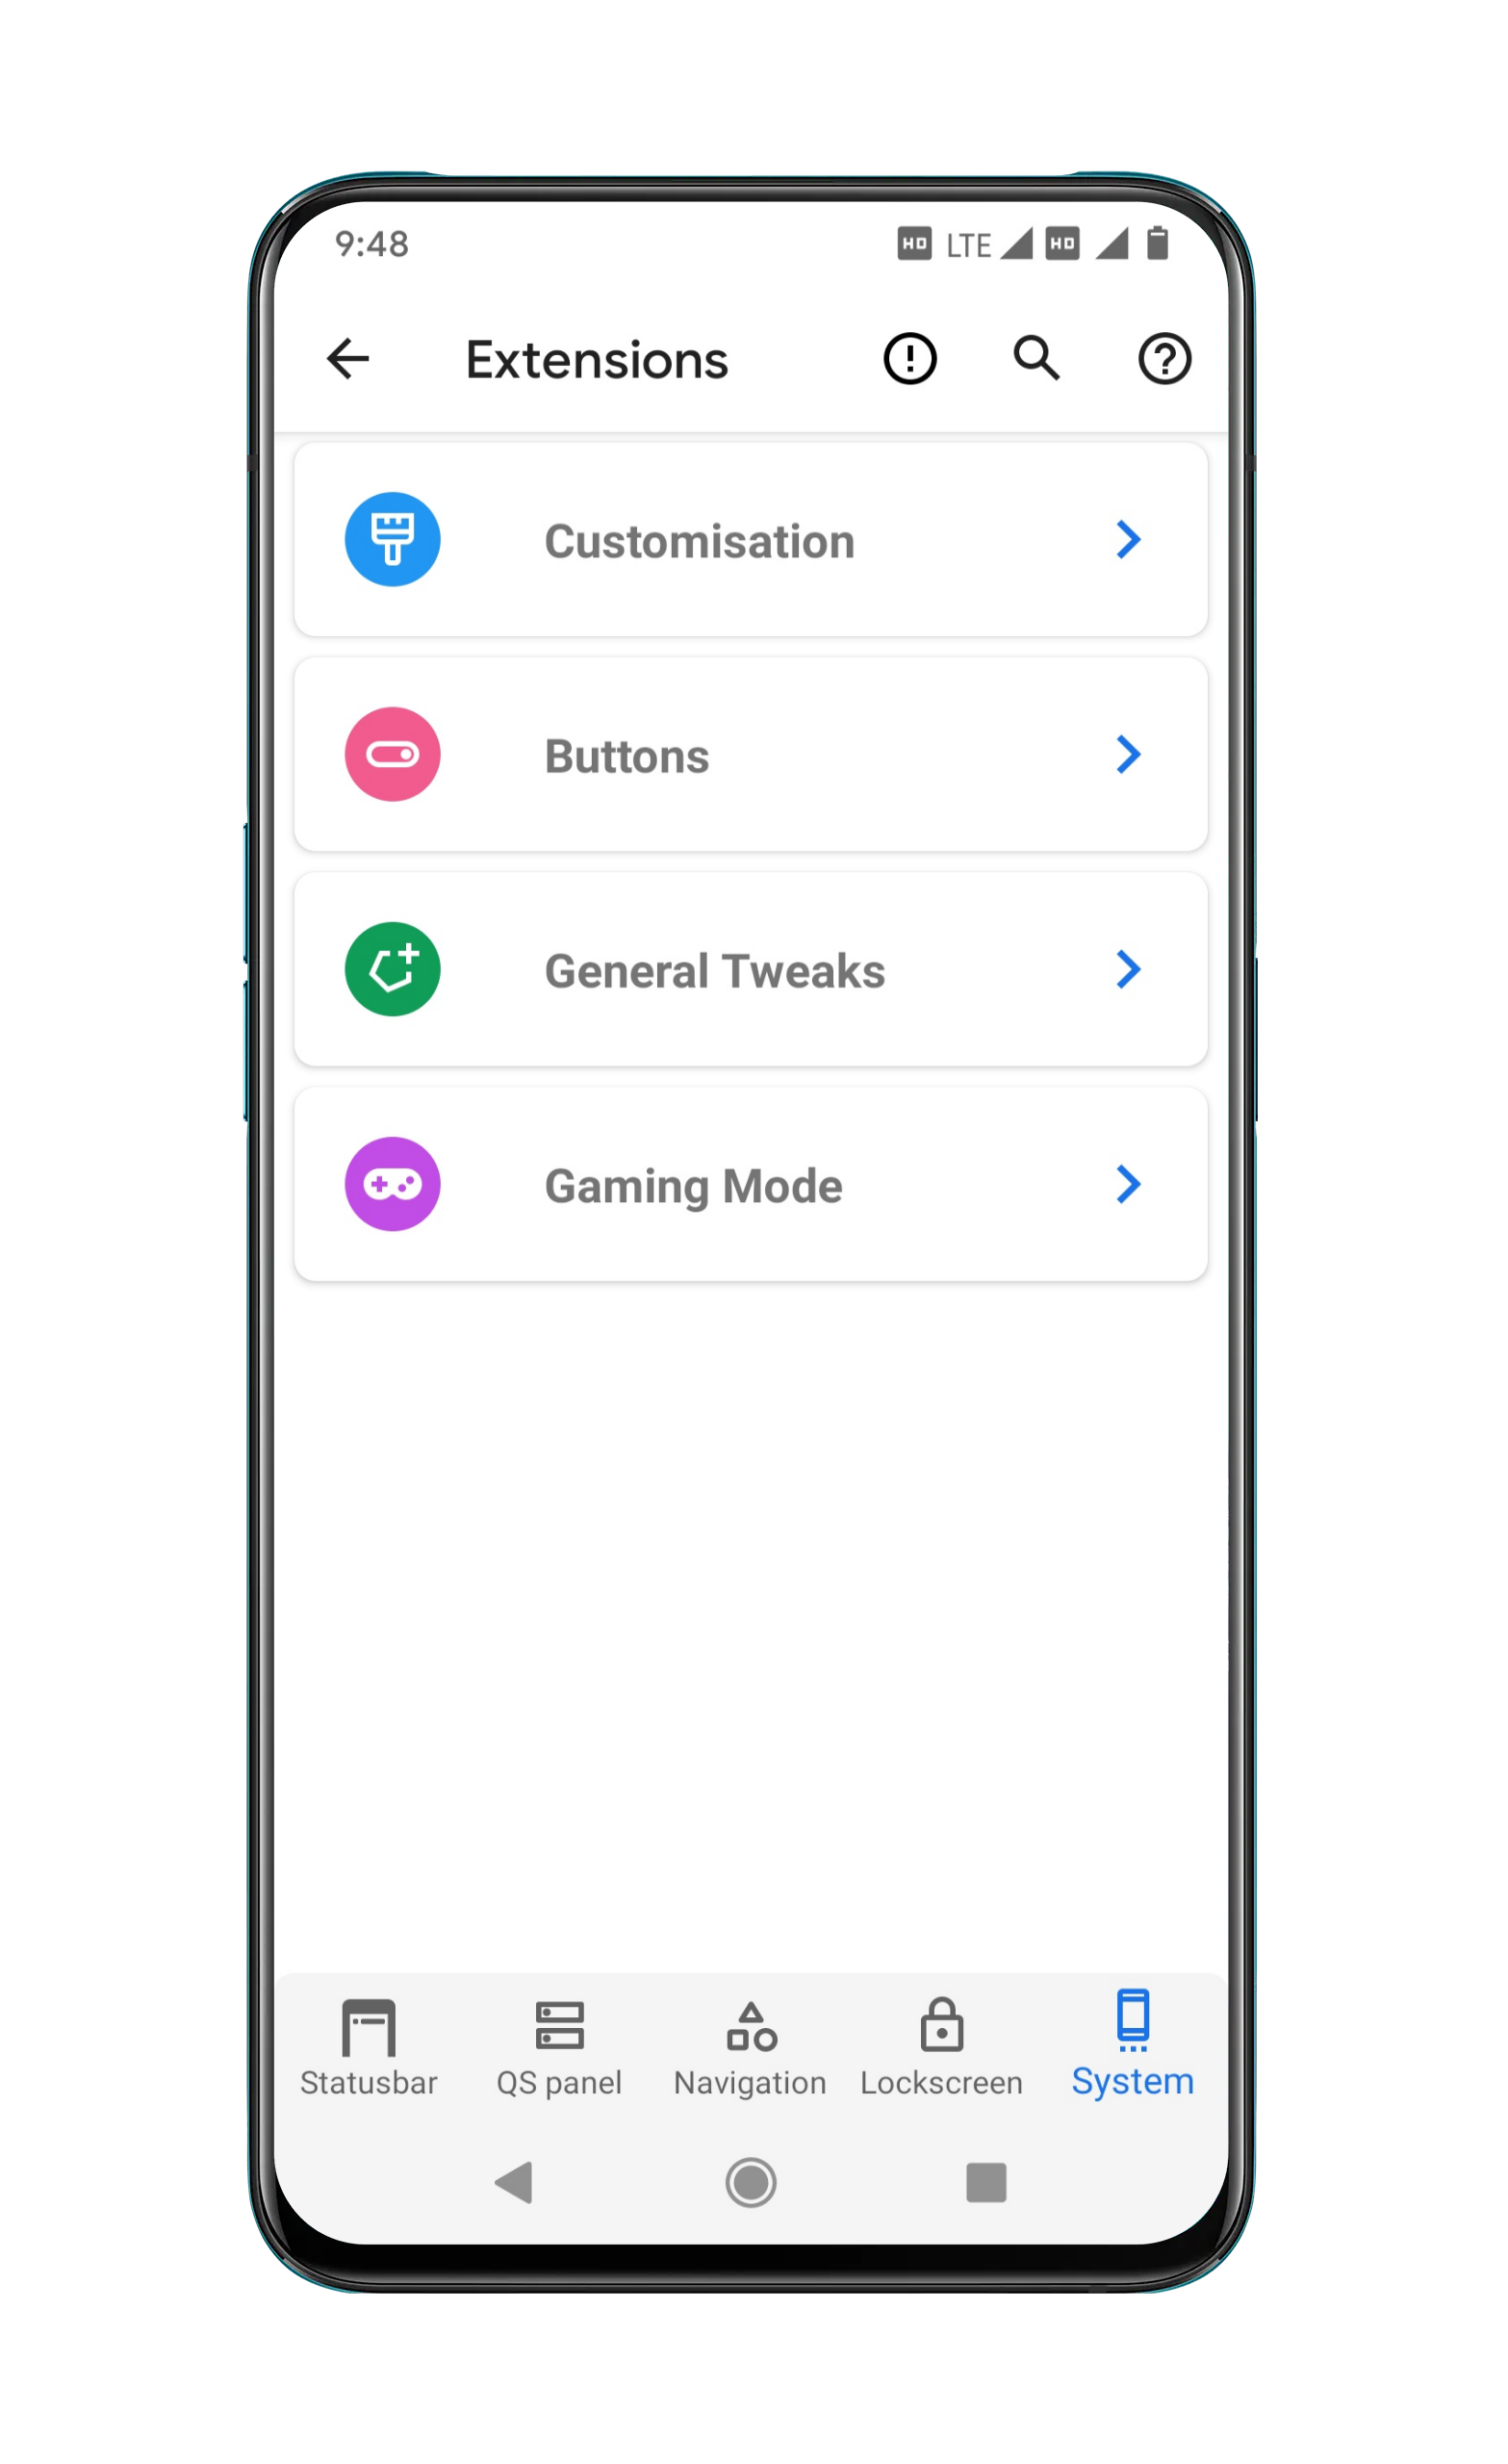 9:48 HD LTE HD
Extensions
Customisation
Buttons
General Tweaks
Gaming Mode
Statusbar QS panel Navigation Lockscreen System